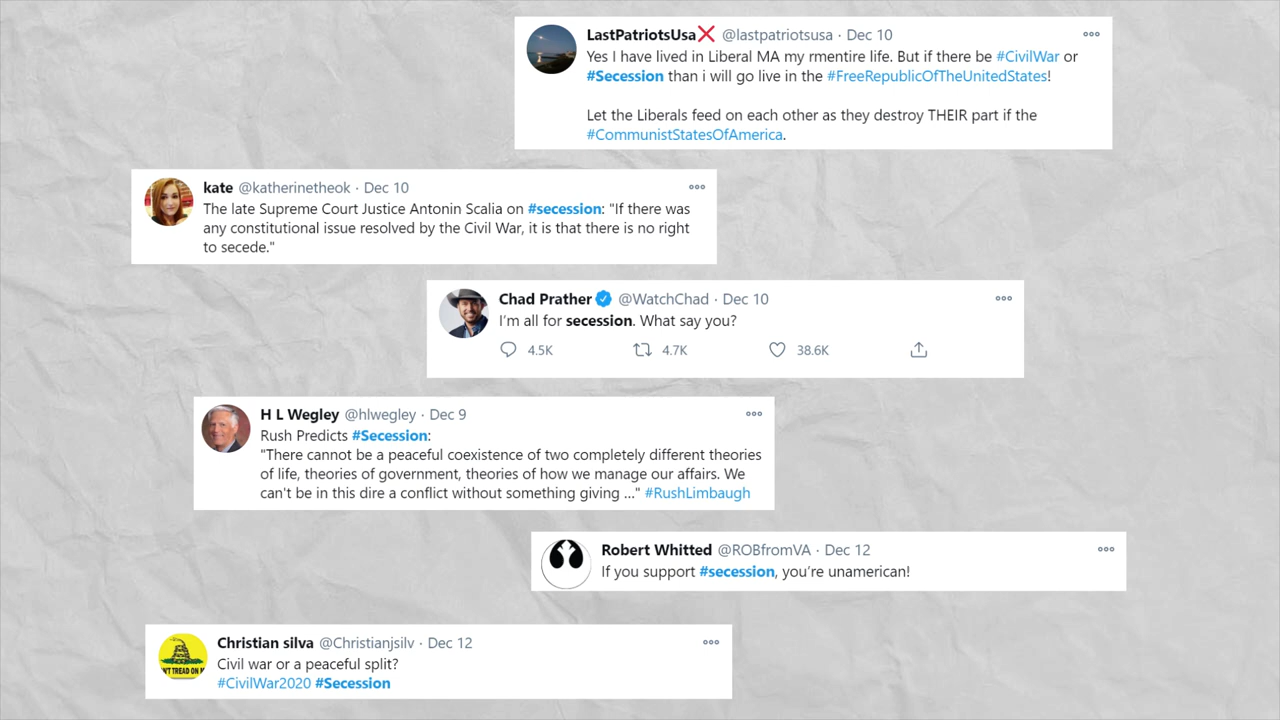 LastPatriotsUsa❌ @lastpatriotsusa · Dec 10
Yes I have lived in Liberal MA my rmentire life. But if there be #CivilWar or
#Secession than i will go live in the #FreeRepublicOfTheUnitedStates!
Let the Liberals feed on each other as they destroy THEIR part if the
#CommunistStatesOfAmerica.
kate @katherinetheok · Dec 10
The late Supreme Court Justice Antonin Scalia on #secession: "If there was
any constitutional issue resolved by the Civil War, it is that there is no right
to secede."
Chad Prather @WatchChad · Dec 10
I'm all for secession. What say you?
4.5K 4.7K 38.6K
H L Wegley @hlwegley · Dec 9
Rush Predicts #Secession:
"There cannot be a peaceful coexistence of two completely different theories
of life, theories of government, theories of how we manage our affairs. We
can't be in this dire a conflict without something giving ..." #RushLimbaugh
Robert Whitted @ROBfromVA · Dec 12
If you support #secession, you're unamerican!
Christian silva @Christianjsilv · Dec 12
Civil war or a peaceful split?
#CivilWar2020 #Secession
N'T TREAD ON M